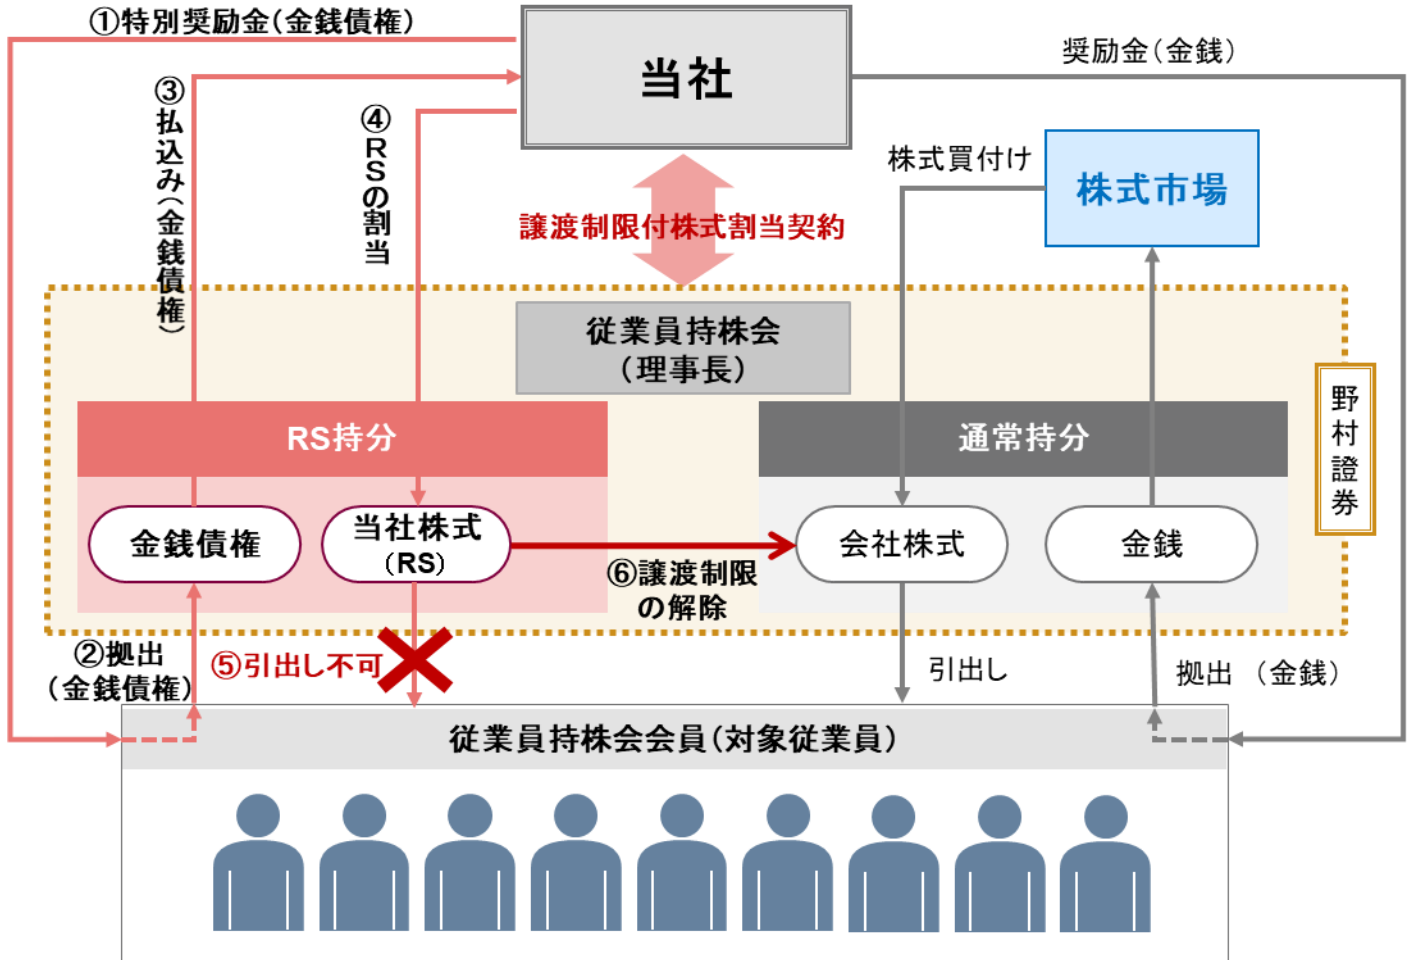 ①特別奨励金(金銭債権)
当社
奨励金(金銭)
③払込み(金銭債権)
④RSの割当
株式買付け
株式市場
譲渡制限付株式割当契約
従業員持株会
(理事長)
野村證券
RS持分
通常持分
金銭債権
当社株式
(RS)
会社株式
金銭
⑥譲渡制限
の解除
②拠出
(金銭債権)
⑤引出し不可
引出し
拠出 (金銭)
従業員持株会会員(対象従業員)